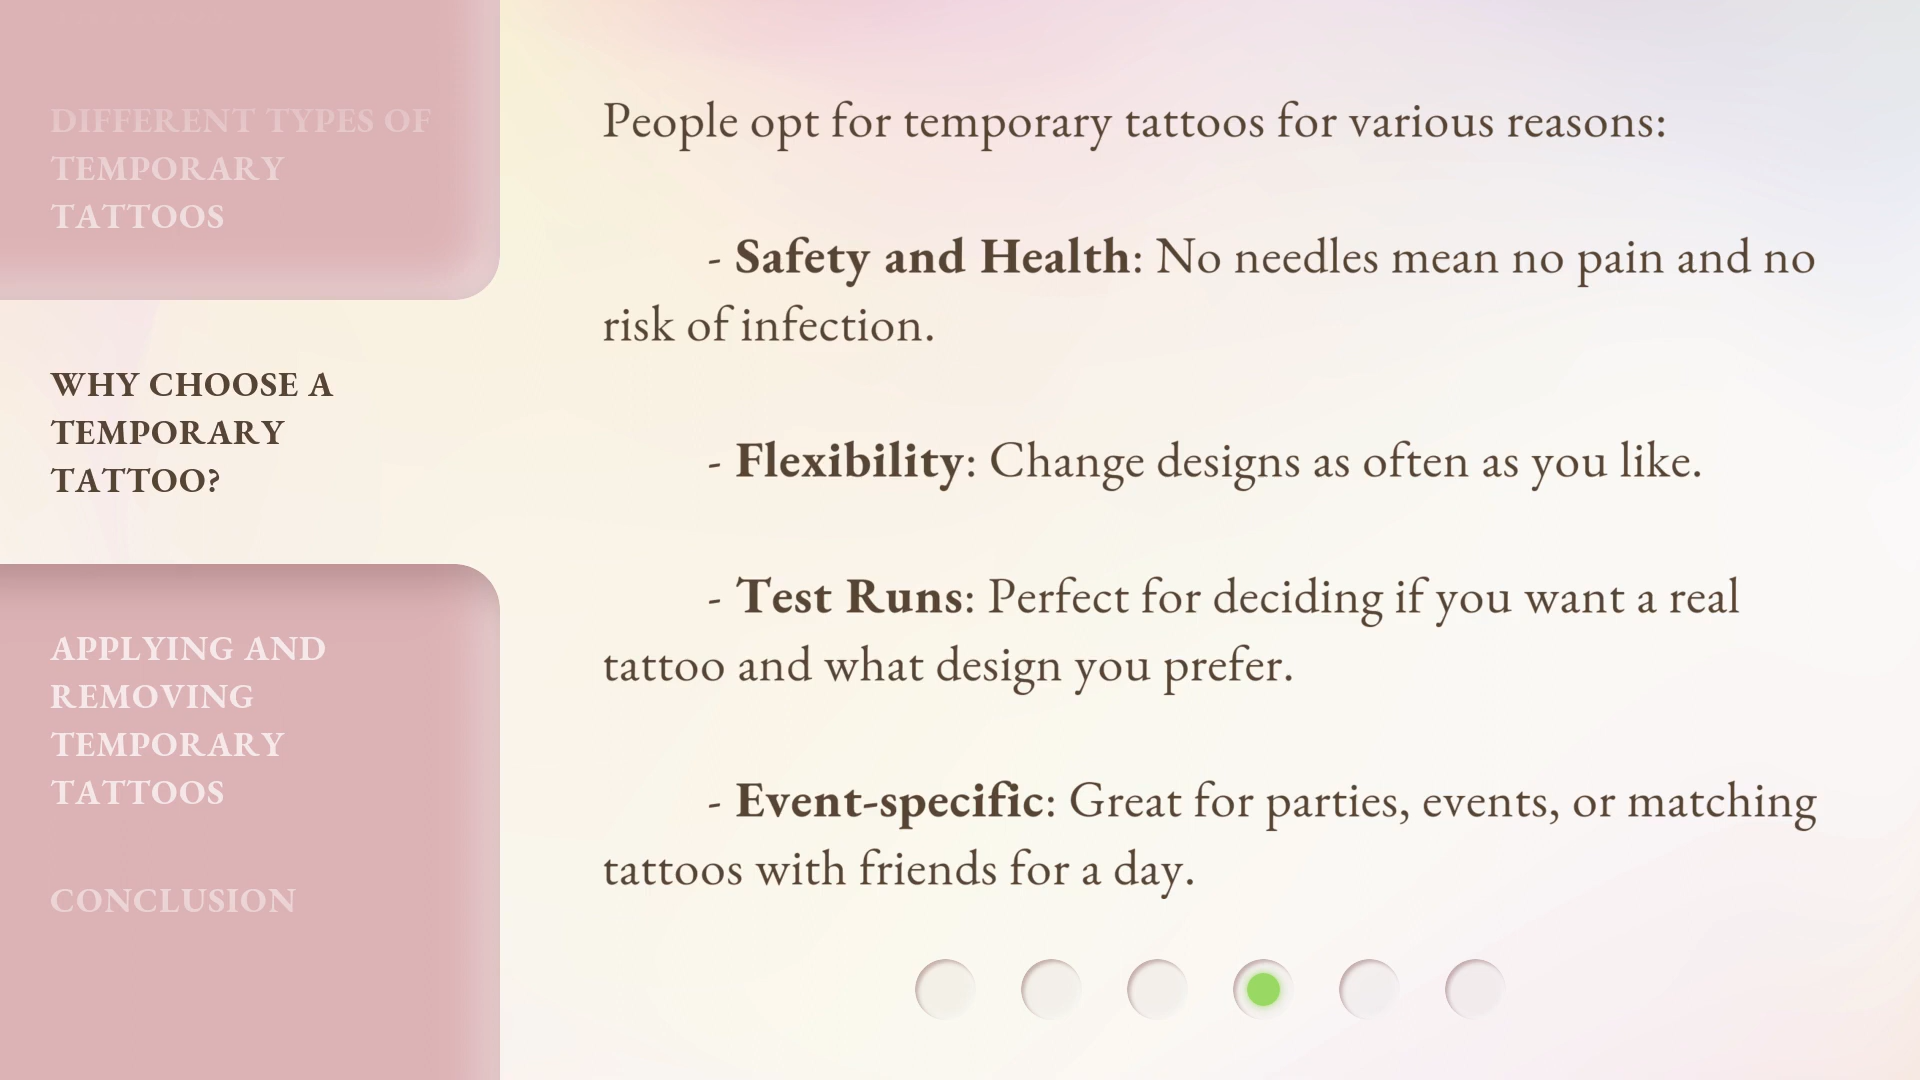 DIFFERENT TYPES OF
TEMPORARY
TATTOOS
WHY CHOOSE A
TEMPORARY
TATTOO?
APPLYING AND
REMOVING
TEMPORARY
TATTOOS
CONCLUSION
People opt for temporary tattoos for various reasons:
- Safety and Health: No needles mean no pain and no
risk of infection.
- Flexibility: Change designs as often as you like.
- Test Runs: Perfect for deciding if you want a real
tattoo and what design you prefer.
- Event-specific: Great for parties, events, or matching
tattoos with friends for a day.